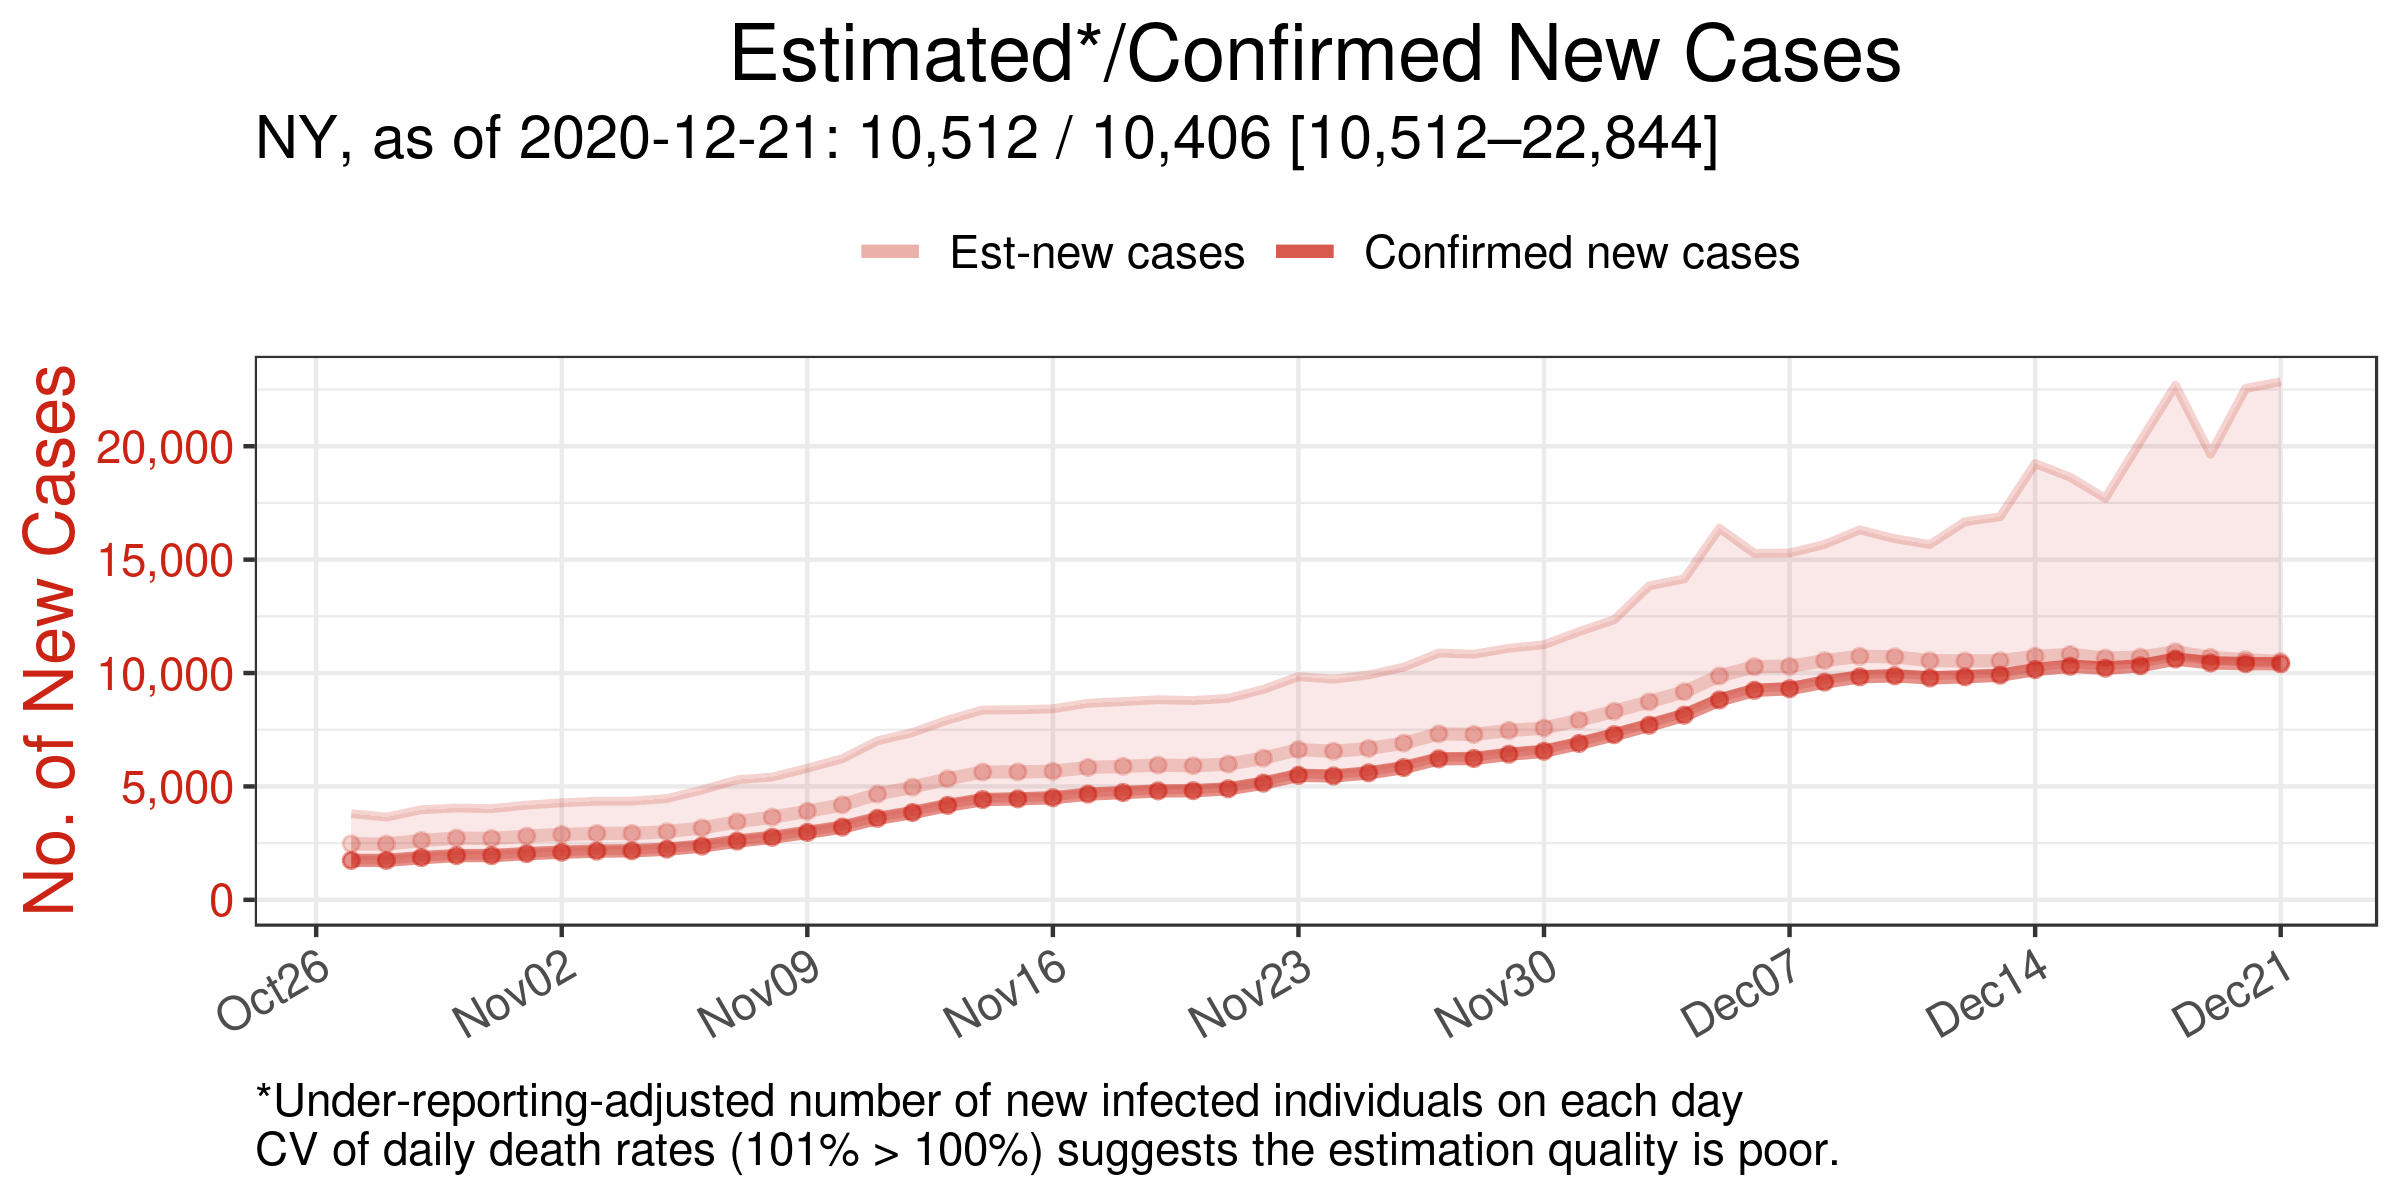 Estimated*/Confirmed New Cases
NY, as of 2020-12-21: 10,512 / 10,406 [10,512–22,844]
Est-new cases
Confirmed new cases
No. of New Cases
20,000
15,000
10,000
5,000
0
Oct26
Nov02
Nov09
Nov16
Nov23
Nov30
Dec07
Dec14
Dec21
*Under-reporting-adjusted number of new infected individuals on each day
CV of daily death rates (101% > 100%) suggests the estimation quality is poor.